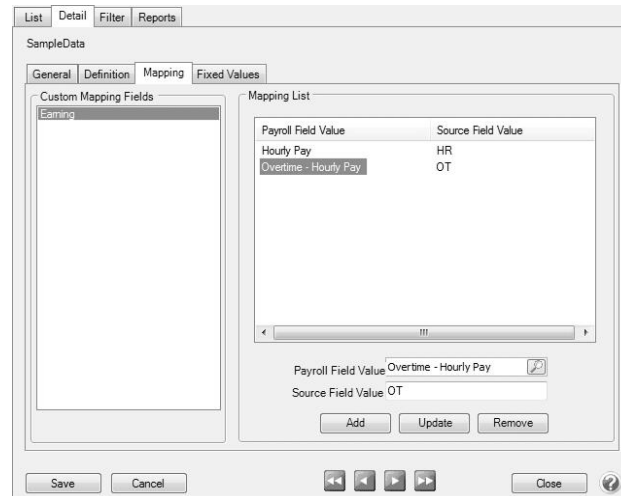 List Detail Filter Reports
SampleData
General Definition Mapping Fixed Values
Custom Mapping Fields
Earning
Mapping List
Payroll Field Value Source Field Value
Hourly Pay HR
Overtime - Hourly Pay OT
Payroll Field Value Overtime - Hourly Pay
Source Field Value OT
Add Update Remove
Save Cancel Close ?